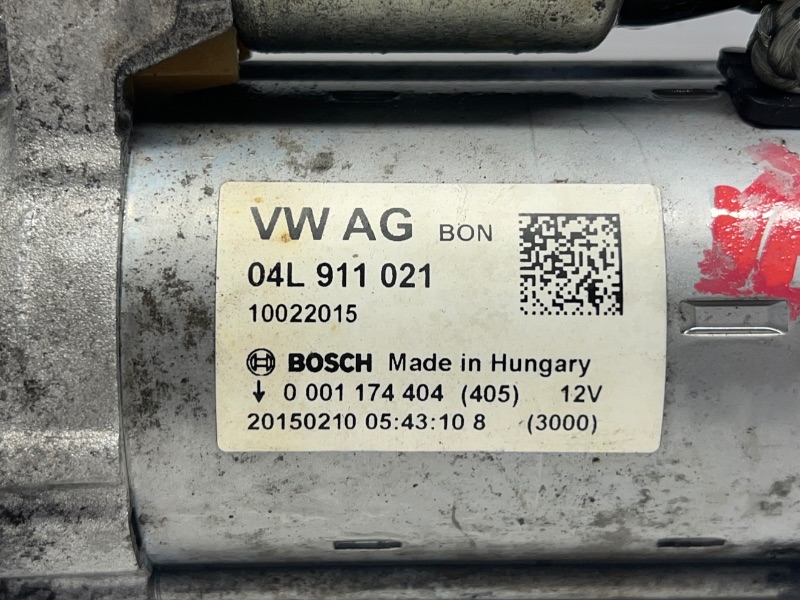 VW AG BON
04L 911 021
10022015
BOSCH Made in Hungary
↓ 0 001 174 404 (405) 12V
20150210 05:43:10 8 (3000)